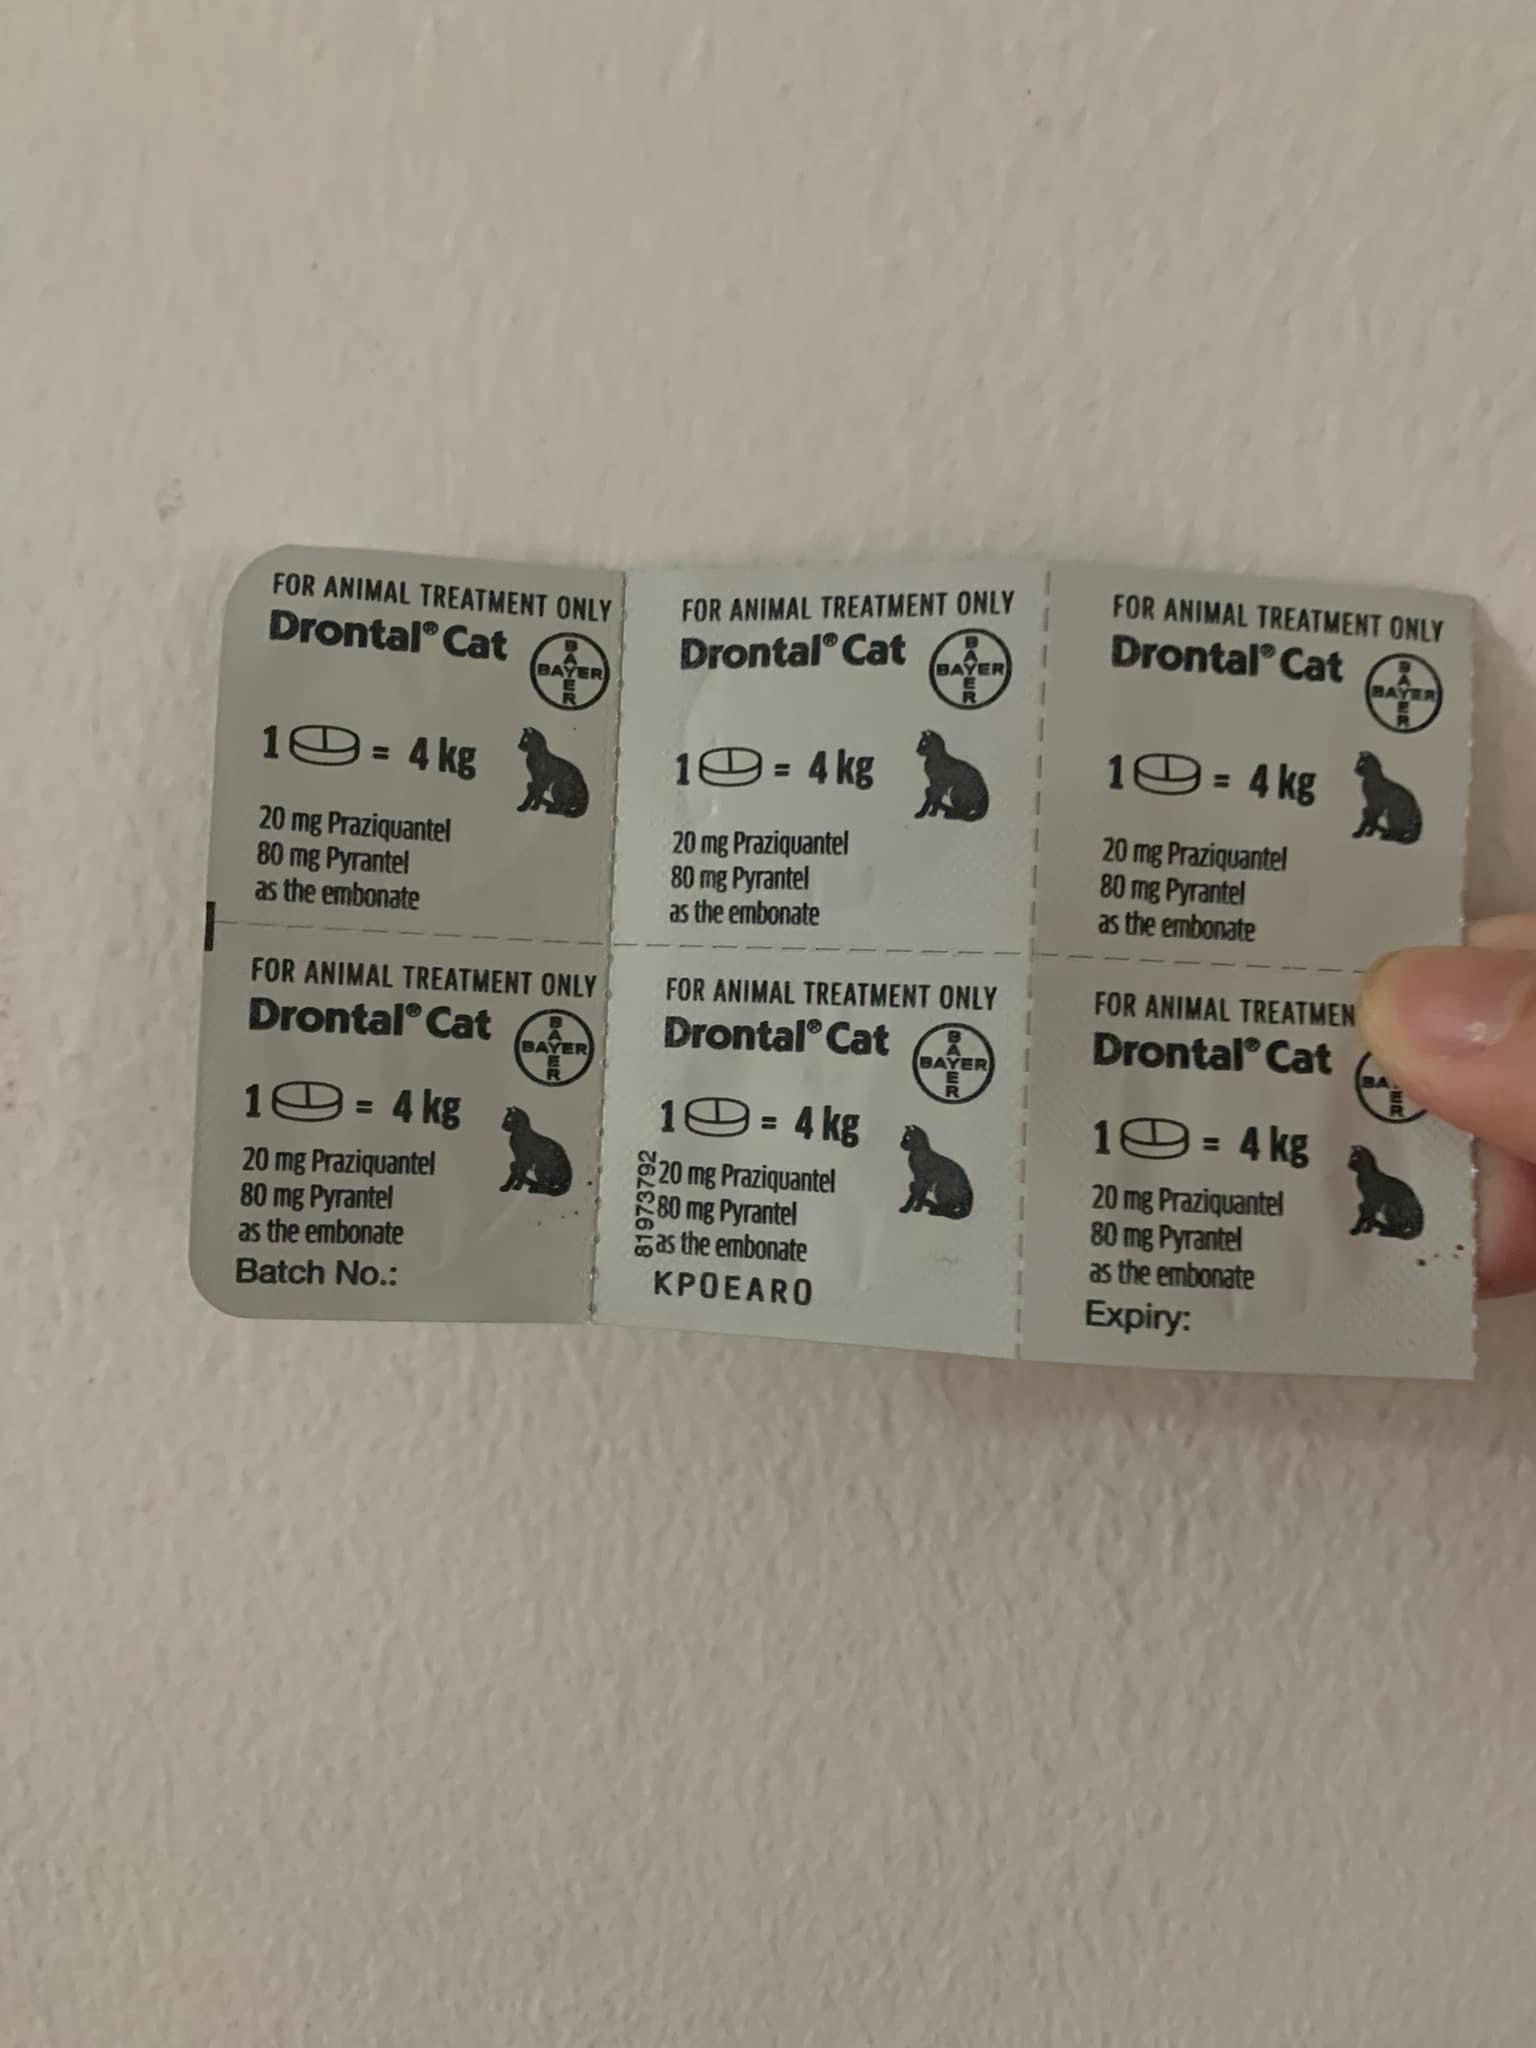 FOR ANIMAL TREATMENT ONLY
Drontal® Cat
BAYER
BAYER
1 = 4 kg
20 mg Praziquantel
80 mg Pyrantel
as the embonate
FOR ANIMAL TREATMENT ONLY
Drontal® Cat
BAYER
BAYER
1 = 4 kg
20 mg Praziquantel
80 mg Pyrantel
as the embonate
FOR ANIMAL TREATMENT ONLY
Drontal® Cat
BAYER
BAYER
1 = 4 kg
20 mg Praziquantel
80 mg Pyrantel
as the embonate
FOR ANIMAL TREATMENT ONLY
Drontal® Cat
BAYER
BAYER
1 = 4 kg
20 mg Praziquantel
80 mg Pyrantel
as the embonate
Batch No.:
FOR ANIMAL TREATMENT ONLY
Drontal® Cat
BAYER
BAYER
1 = 4 kg
20 mg Praziquantel
80 mg Pyrantel
as the embonate
81973792
KP0EAR0
FOR ANIMAL
Drontal® Cat
1 = 4 kg
20 mg Praziquantel
80 mg Pyrantel
as the embonate
Expiry: